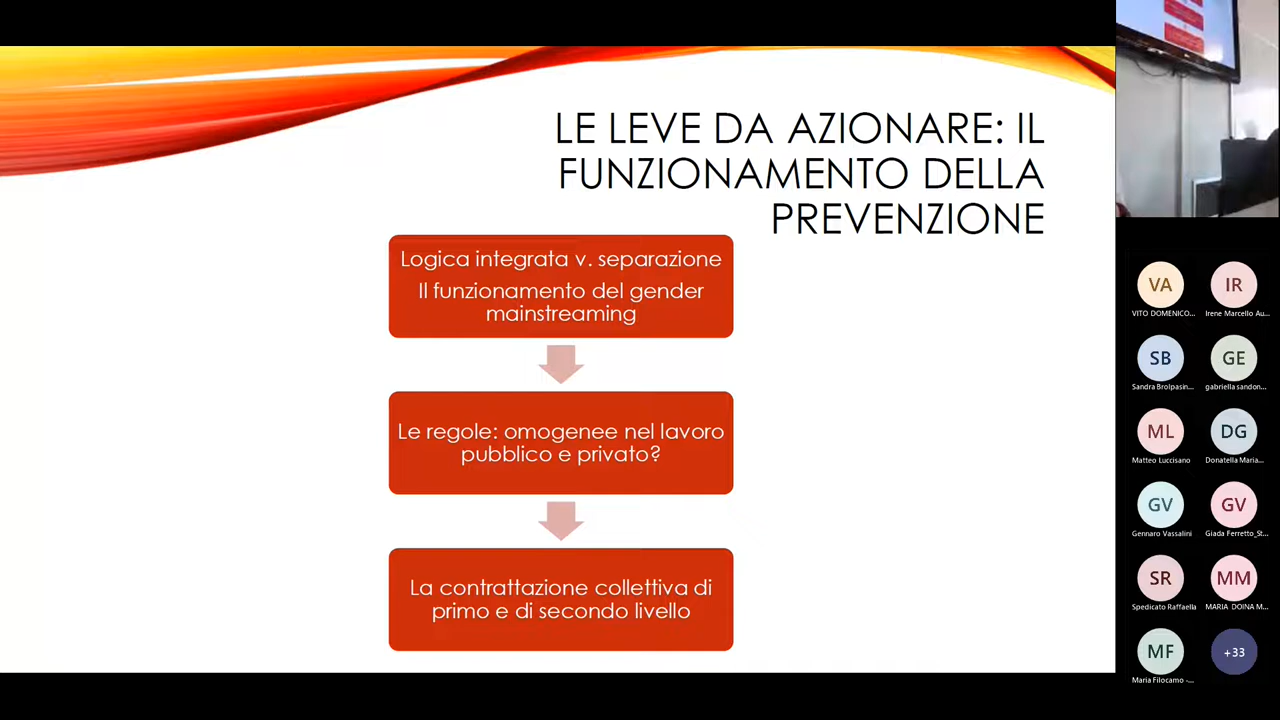 LE LEVE DA AZIONARE: IL
FUNZIONAMENTO DELLA
PREVENZIONE
Logica integrata v. separazione
Il funzionamento del gender
mainstreaming
Le regole: omogenee nel lavoro
pubblico e privato?
La contrattazione collettiva di
primo e di secondo livello
VA
VITO DOMENICO...
IR
Irene Marcello Au...
SB
Sandra Brolpasin...
GE
gabriella sandon...
ML
Matteo Luccisano
DG
Donatella Maria...
GV
Gennaro Vassalini
GV
Giada Ferretto_St...
SR
Spedicato Raffaella
MM
MARIA DOINA M...
MF
Maria Filocamo -...
+33